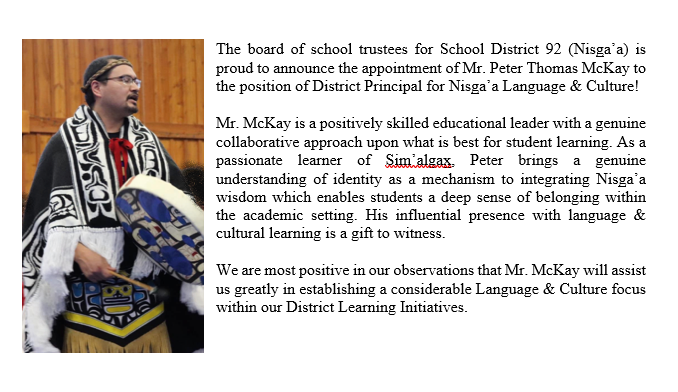 The board of school trustees for School District 92 (Nisga’a) is
proud to announce the appointment of Mr. Peter Thomas McKay to
the position of District Principal for Nisga’a Language & Culture!
Mr. McKay is a positively skilled educational leader with a genuine
collaborative approach upon what is best for student learning. As a
passionate learner of Sim’algax, Peter brings a genuine
understanding of identity as a mechanism to integrating Nisga’a
wisdom which enables students a deep sense of belonging within
the academic setting. His influential presence with language &
cultural learning is a gift to witness.
We are most positive in our observations that Mr. McKay will assist
us greatly in establishing a considerable Language & Culture focus
within our District Learning Initiatives.